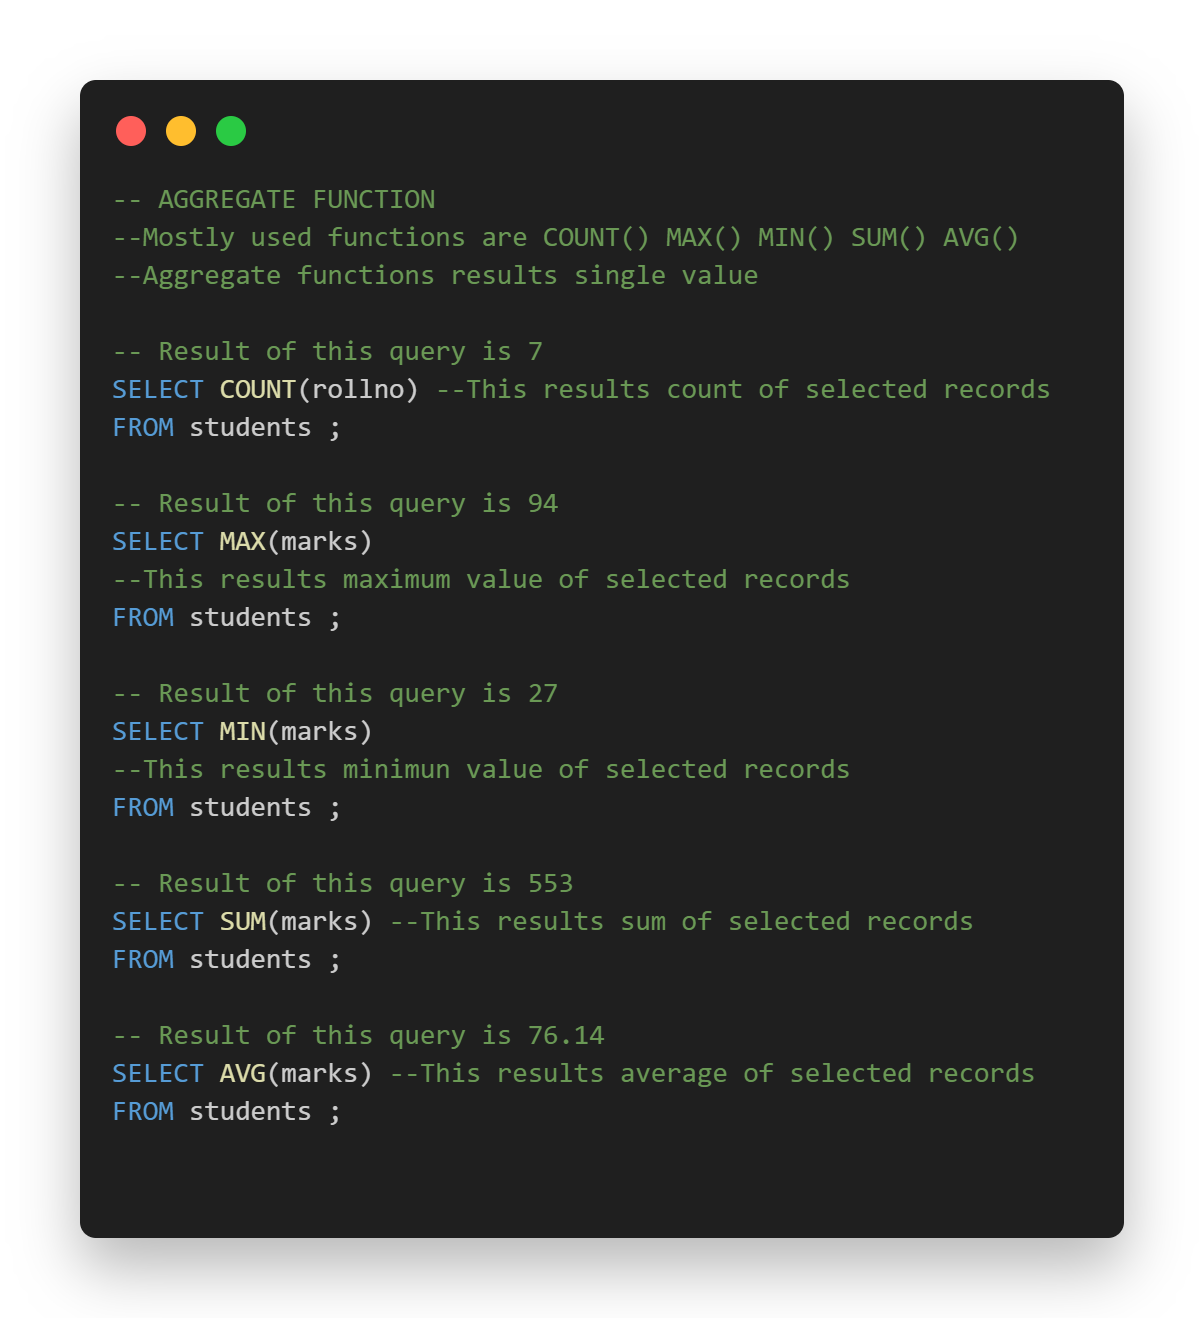 -- AGGREGATE FUNCTION
--Mostly used functions are COUNT() MAX() MIN() SUM() AVG()
--Aggregate functions results single value
-- Result of this query is 7
SELECT COUNT(rollno) --This results count of selected records
FROM students ;
-- Result of this query is 94
SELECT MAX(marks)
--This results maximum value of selected records
FROM students ;
-- Result of this query is 27
SELECT MIN(marks)
--This results minimun value of selected records
FROM students ;
-- Result of this query is 553
SELECT SUM(marks) --This results sum of selected records
FROM students ;
-- Result of this query is 76.14
SELECT AVG(marks) --This results average of selected records
FROM students ;